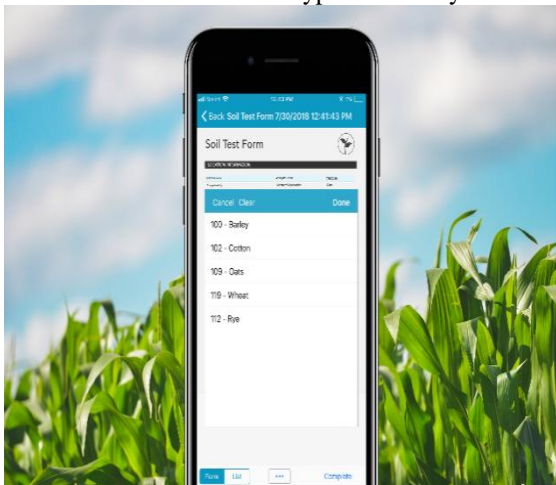 Back Soil Test Form 7/30/2018 12:41:43 PM
Soil Test Form
Cancel Clear Done
100 - Barley
102 - Cotton
109 - Oats
119 - Wheat
112 - Rye
Form List ... Complete